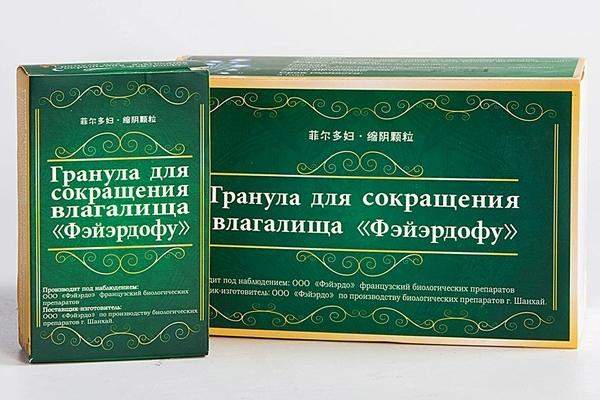 菲尔多妇·缩阴颗粒
Гранула для
сокращения
влагалища
«Фэйэрдофу»
Производит под наблюдением:
ООО «Фэйэрдо» французский биологических
препаратов
Поставщик-изготовитель:
ООО «Фэйэрдо» по производству биологических
препаратов г. Шанхай.
菲尔多妇·缩阴颗粒
Гранула для сокращения
влагалища «Фэйэрдофу»
ит под наблюдением: ООО «Фэйэрдо» французский биологических препаратов
ик-изготовитель: ООО «Фэйэрдо» по производству биологических препаратов г. Шанхай.